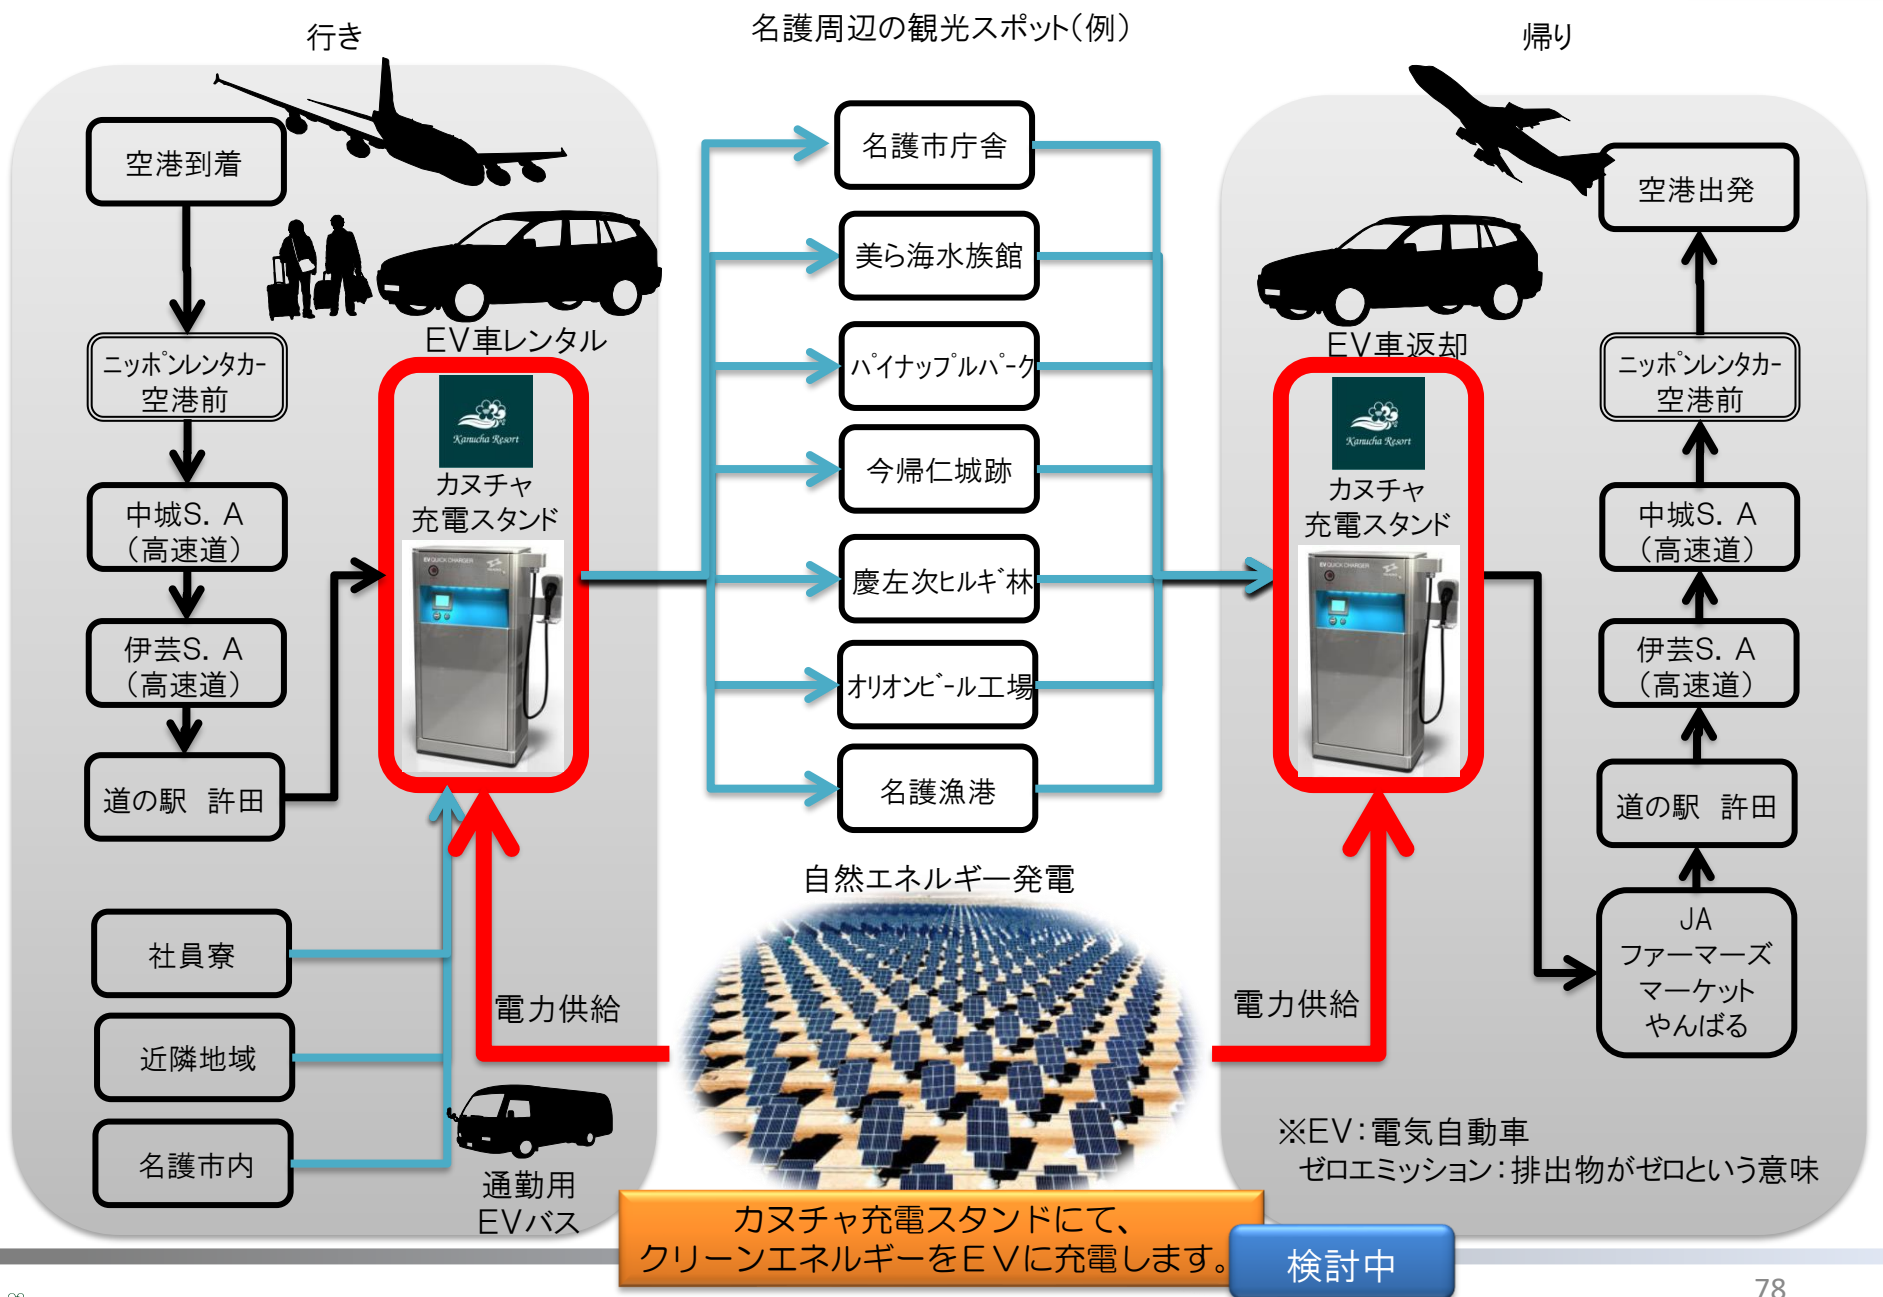 行き
名護周辺の観光スポット（例）
帰り
空港到着
ニッポンレンタカー
空港前
中城S．A
（高速道）
伊芸S．A
（高速道）
道の駅　許田
EV車レンタル
Kanucha Resort
カヌチャ
充電スタンド
EV QUICK CHARGER
社員寮
近隣地域
名護市内
電力供給
通勤用
EVバス
名護市庁舎
美ら海水族館
パイナップルパーク
今帰仁城跡
慶左次ヒルギ林
オリオンビール工場
名護漁港
自然エネルギー発電
EV車返却
Kanucha Resort
カヌチャ
充電スタンド
EV QUICK CHARGER
電力供給
空港出発
ニッポンレンタカー
空港前
中城S．A
（高速道）
伊芸S．A
（高速道）
道の駅　許田
JA
ファーマーズ
マーケット
やんばる
※EV：電気自動車
ゼロエミッション：排出物がゼロという意味
カヌチャ充電スタンドにて、
クリーンエネルギーをEVに充電します。
検討中
78